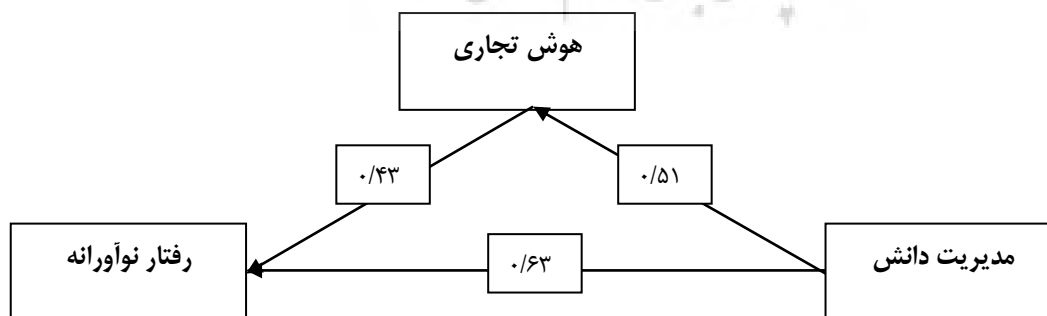 هوش تجاری
۰/۵۱
۰/۴۳
مدیریت دانش
۰/۶۳
رفتار نوآورانه